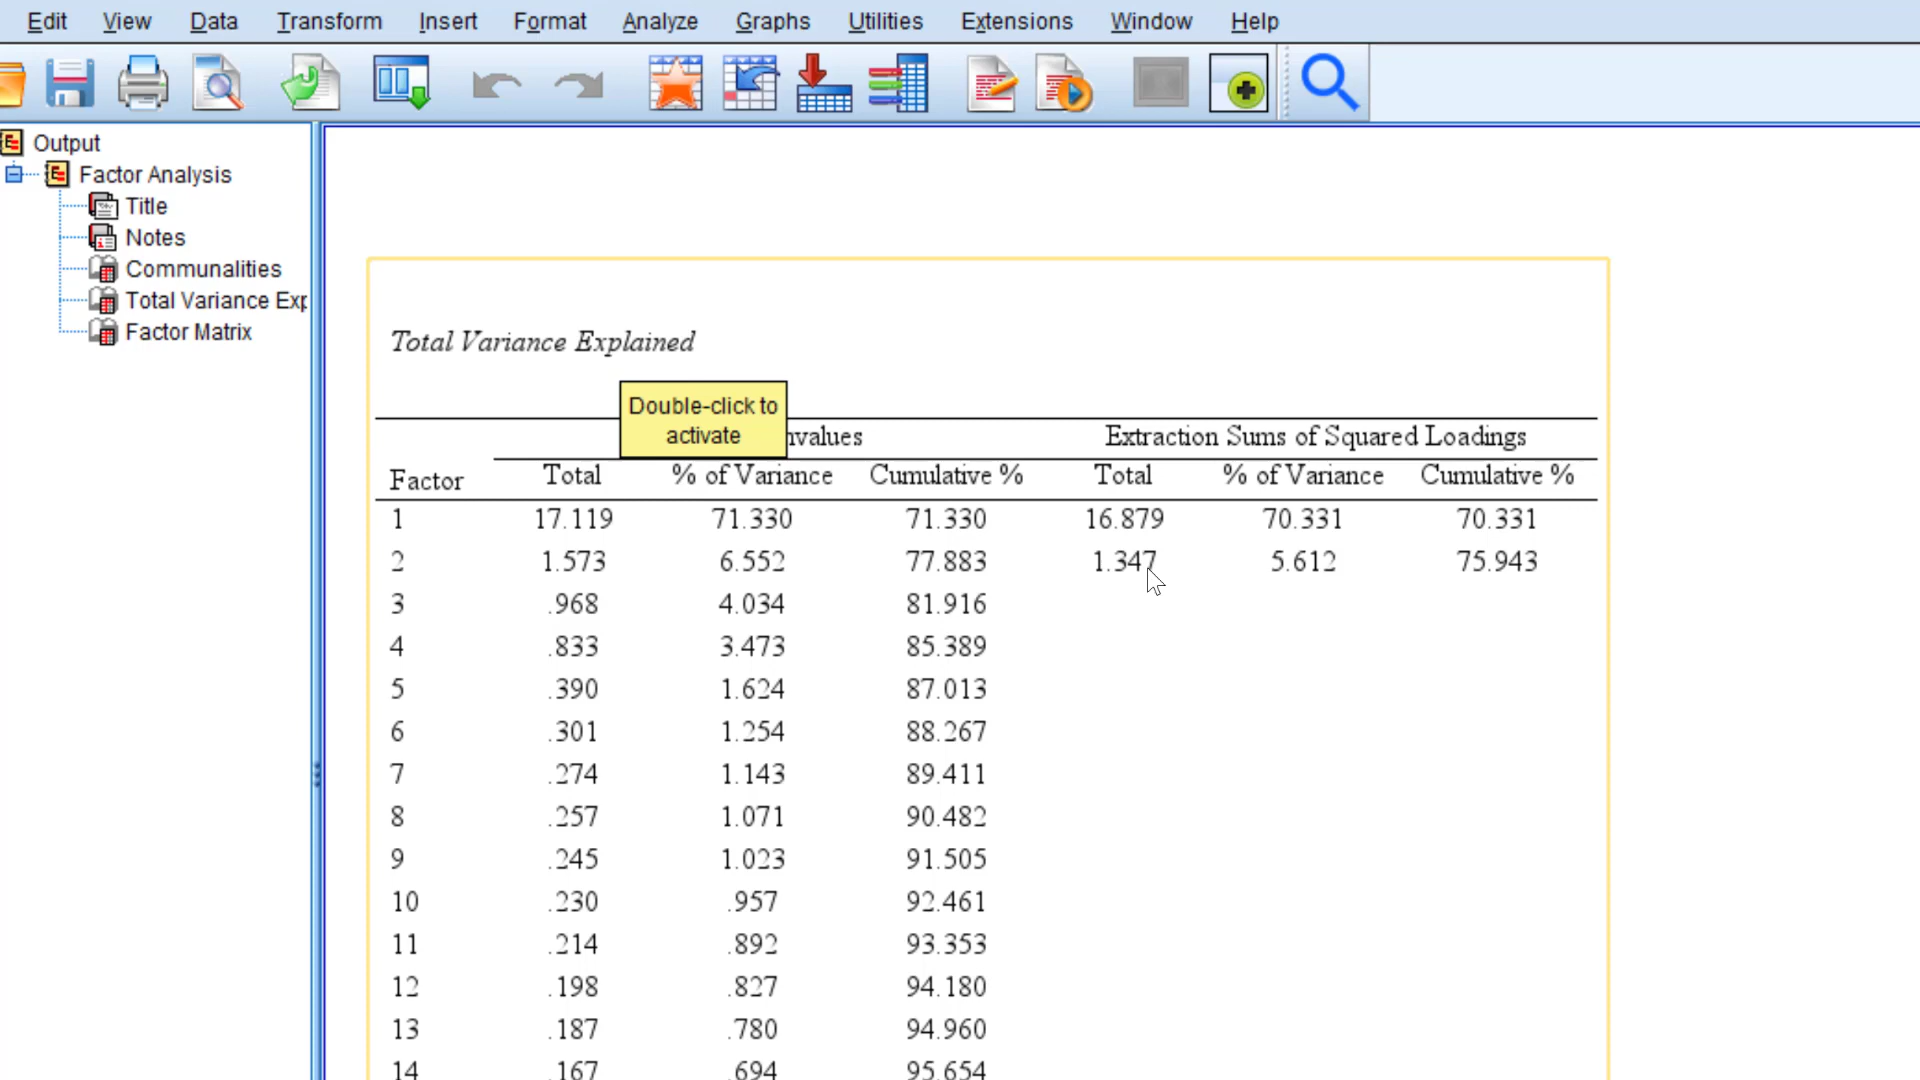 Edit View Data Transform Insert Format Analyze Graphs Utilities Extensions Window Help
Output
Factor Analysis
Title
Notes
Communalities
Total Variance Exp
Factor Matrix
Total Variance Explained
Double-click to
activate
nvalues Extraction Sums of Squared Loadings
Factor Total % of Variance Cumulative % Total % of Variance Cumulative %
1 17.119 71.330 71.330 16.879 70.331 70.331
2 1.573 6.552 77.883 1.347 5.612 75.943
3 .968 4.034 81.916
4 .833 3.473 85.389
5 .390 1.624 87.013
6 .301 1.254 88.267
7 .274 1.143 89.411
8 .257 1.071 90.482
9 .245 1.023 91.505
10 .230 .957 92.461
11 .214 .892 93.353
12 .198 .827 94.180
13 .187 .780 94.960
14 .167 .694 95.654